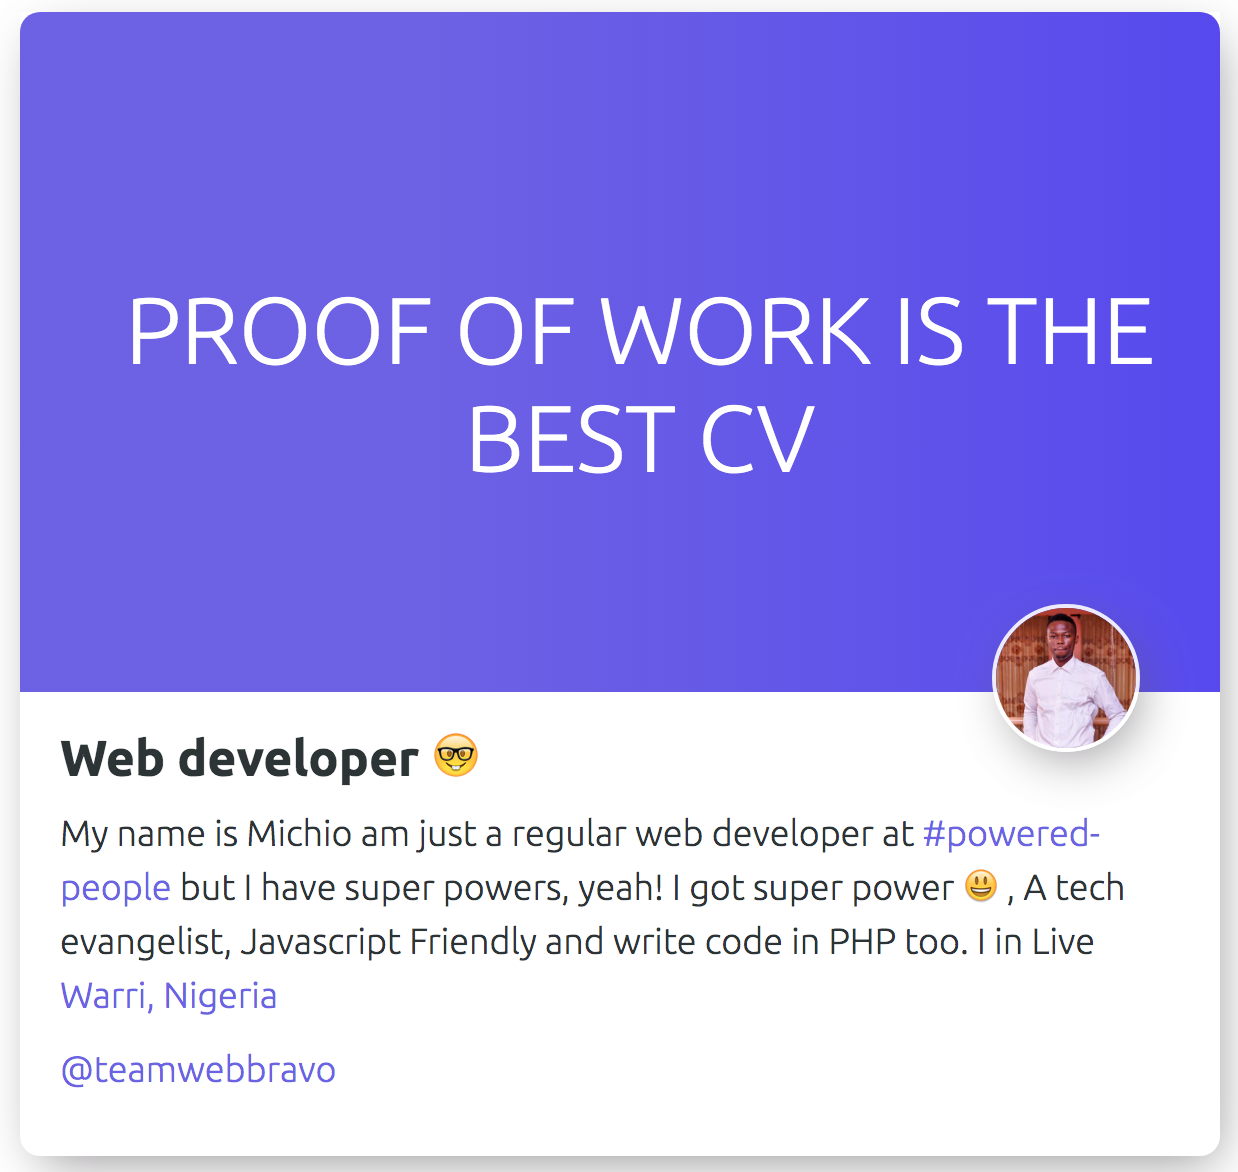 PROOF OF WORK IS THE
BEST CV
Web developer 🤓
My name is Michio am just a regular web developer at #powered-
people but I have super powers, yeah! I got super power 😃 , A tech
evangelist, Javascript Friendly and write code in PHP too. I in Live
Warri, Nigeria
@teamwebbravo